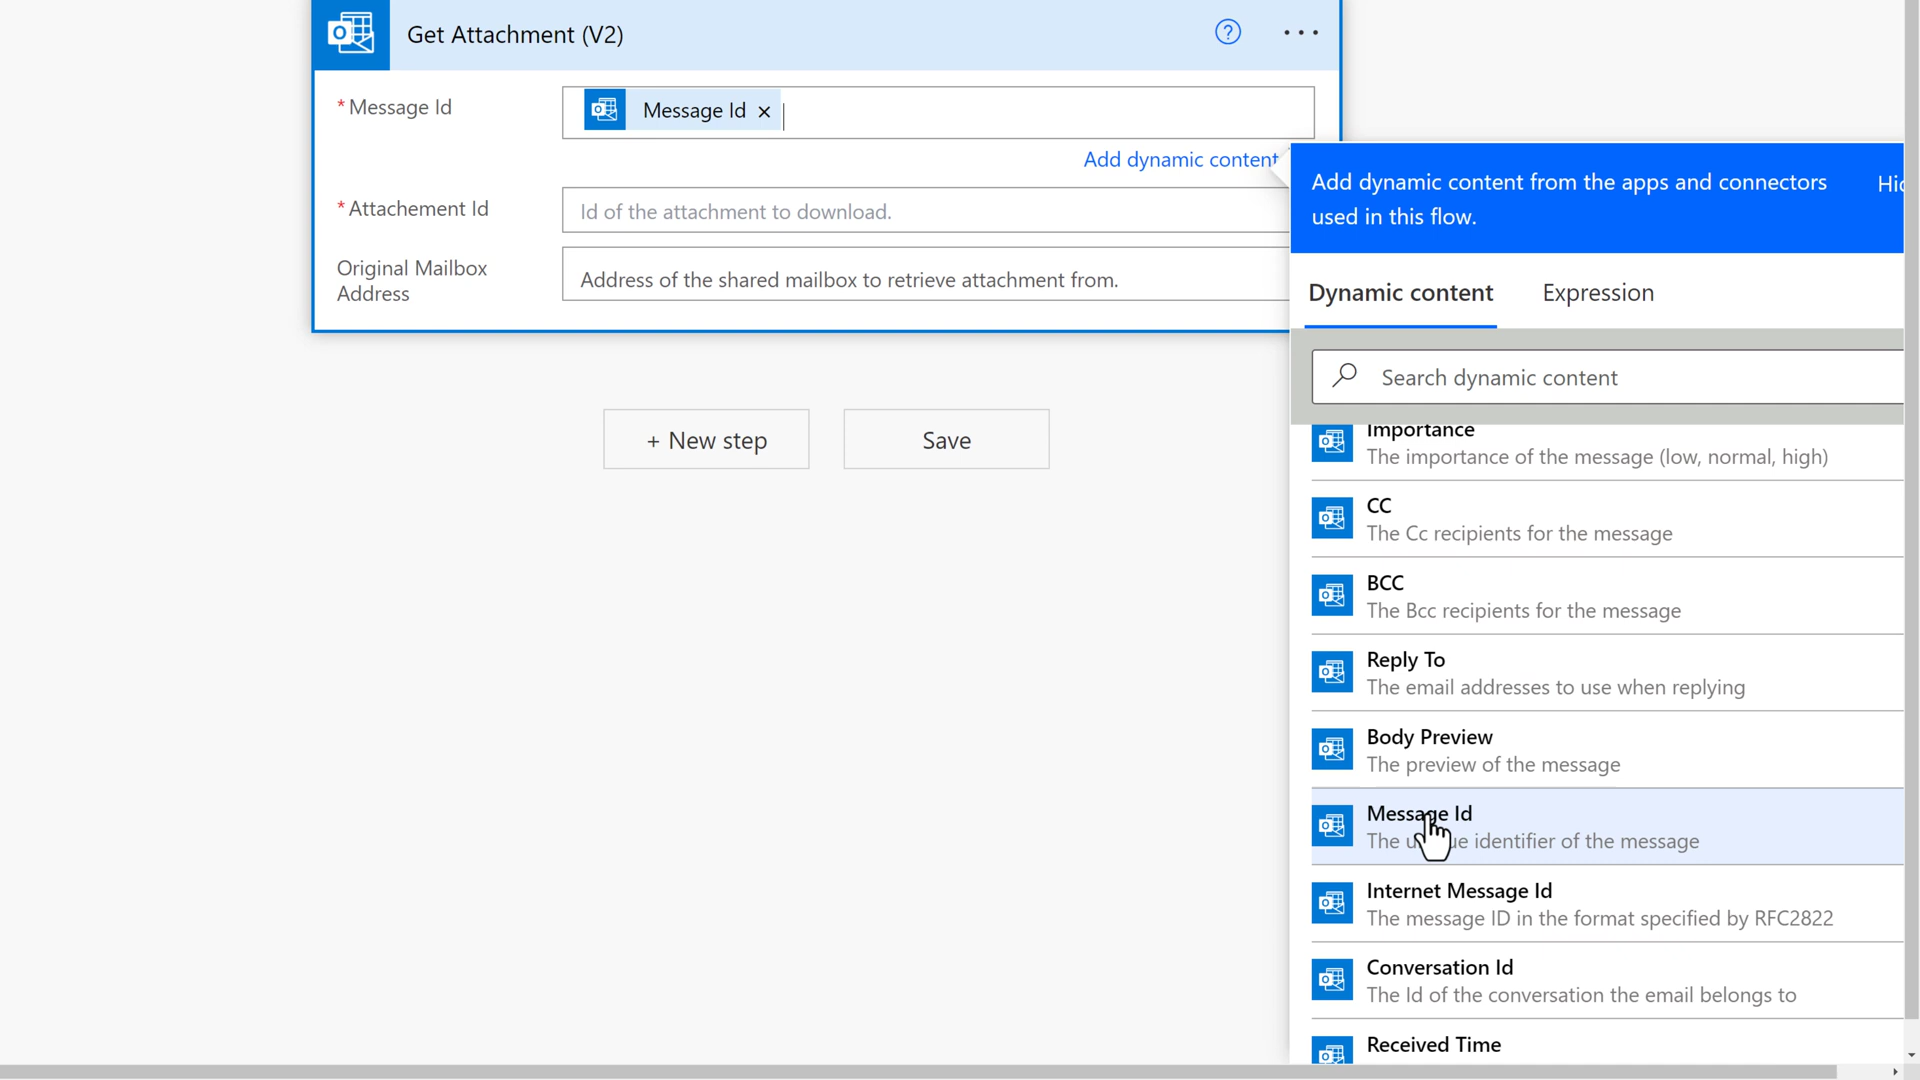 Get Attachment (V2)
* Message Id
Message Id ×
Add dynamic content
* Attachement Id
Id of the attachment to download.
Original Mailbox
Address
Address of the shared mailbox to retrieve attachment from.
+ New step
Save
Add dynamic content from the apps and connectors
used in this flow.
Dynamic content
Expression
Search dynamic content
Importance
The importance of the message (low, normal, high)
CC
The Cc recipients for the message
BCC
The Bcc recipients for the message
Reply To
The email addresses to use when replying
Body Preview
The preview of the message
Message Id
The identifier of the message
Internet Message Id
The message ID in the format specified by RFC2822
Conversation Id
The Id of the conversation the email belongs to
Received Time